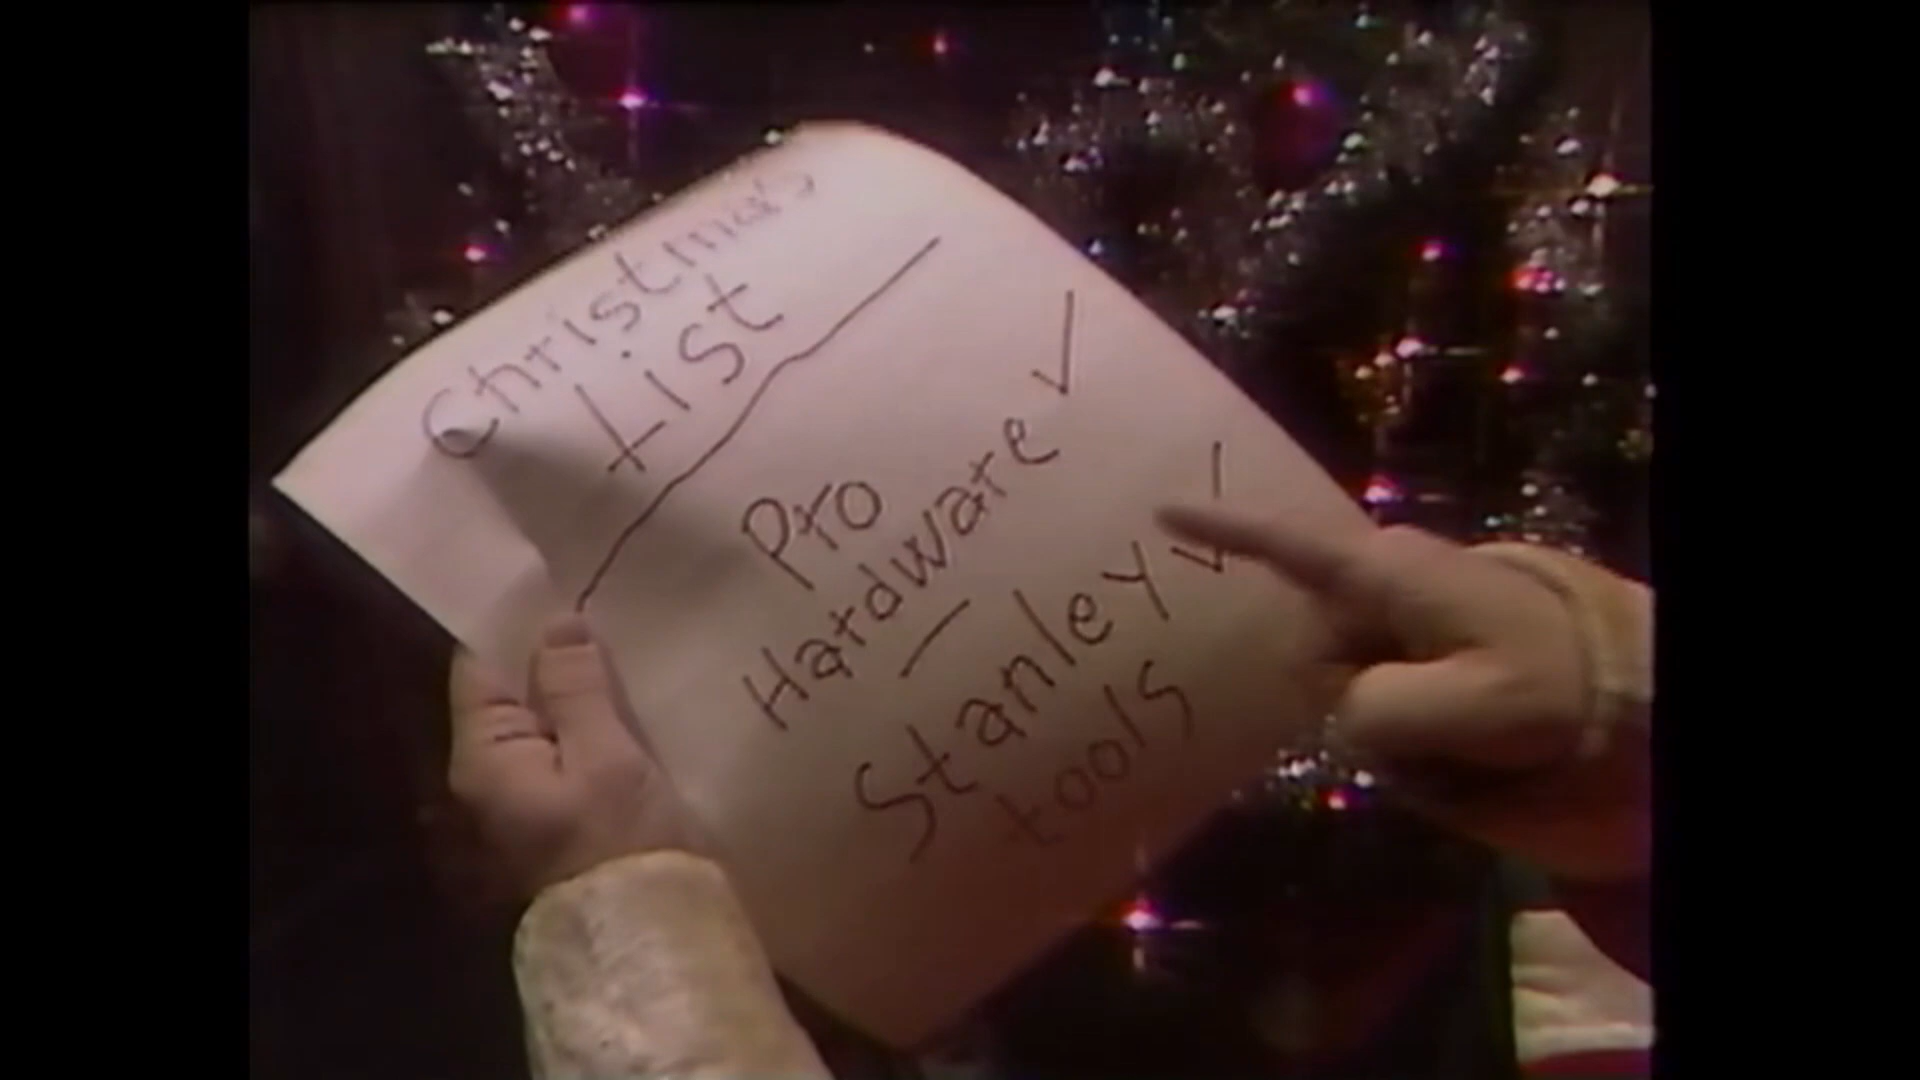 Christmas
List
Pro
Hardware ✓
—
Stanley ✓✓
tools